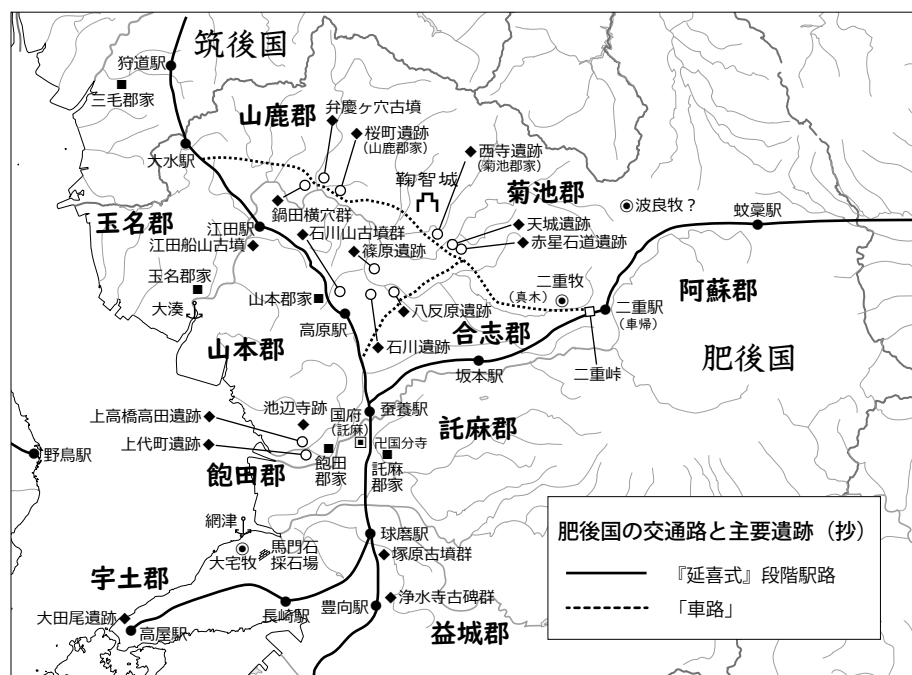 筑後国
狩道駅
三毛郡家
山鹿郡
弁慶ヶ穴古墳
桜町遺跡
(山鹿郡家)
西寺遺跡
(菊池郡家)
大水駅
鞠智城
菊池郡
波良牧？
蚊稾駅
玉名郡
鍋田横穴群
江田駅
石川山古墳群
天城遺跡
赤星石道遺跡
江田船山古墳
篠原遺跡
玉名郡家
大湊
山本郡家
八反原遺跡
二重牧
(真木)
阿蘇郡
高原駅
合志郡
二重駅
(車帰)
山本郡
石川遺跡
坂本駅
二重峠
肥後国
池辺寺跡
国府
(託麻)
蚕養駅
託麻郡
上高橋高田遺跡
上代町遺跡
卍国分寺
野鳥駅
飽田郡
飽田
郡家
託麻
郡家
網津
大宅牧
馬門石
採石場
球磨駅
塚原古墳群
宇土郡
大田尾遺跡
高屋駅
長崎駅
豊向駅
浄水寺古碑群
益城郡
肥後国の交通路と主要遺跡（抄）
『延喜式』段階駅路
「車路」